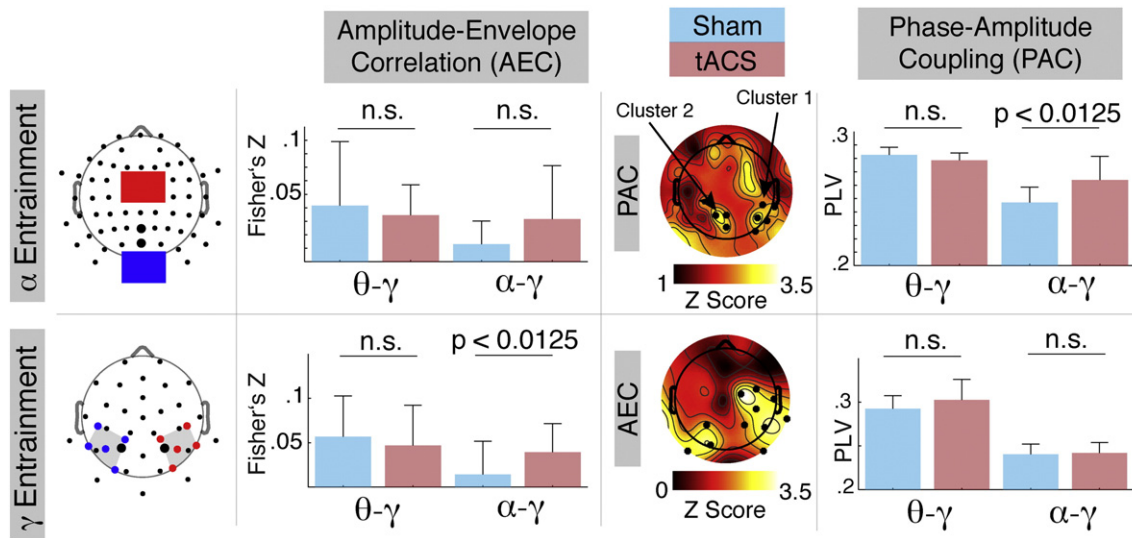 Amplitude-Envelope
Correlation (AEC)
Sham
tACS
Phase-Amplitude
Coupling (PAC)
α Entrainment
Fisher's Z
.1
.05
n.s.
n.s.
θ-γ
α-γ
PAC
Cluster 2
Cluster 1
1
3.5
Z Score
PLV
.3
.2
n.s.
p < 0.0125
θ-γ
α-γ
γ Entrainment
Fisher's Z
.1
.05
n.s.
p < 0.0125
θ-γ
α-γ
AEC
0
3.5
Z Score
PLV
.3
.2
n.s.
n.s.
θ-γ
α-γ